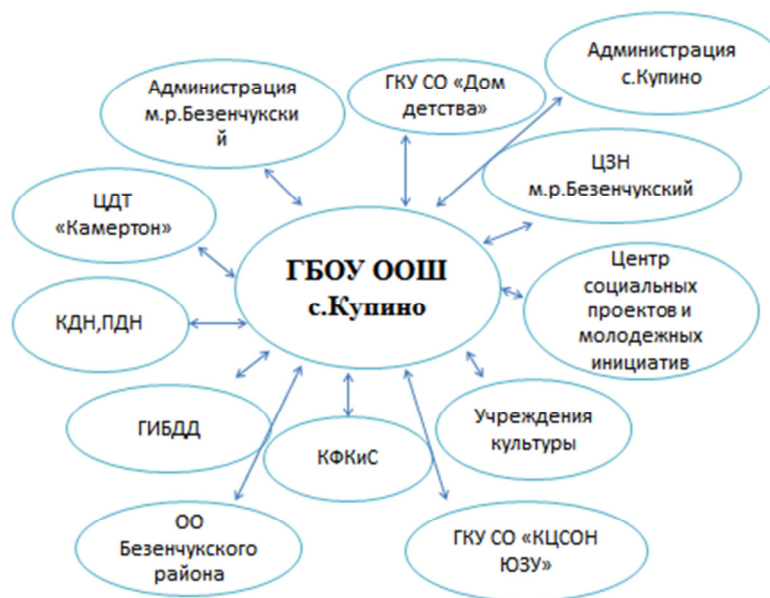 Администрация
с.Купино
Администрация
м.р.Безенчукски
й
ГКУ СО «Дом
детства»
ЦЗН
м.р.Безенчукский
ЦДТ
«Камертон»
ГБОУ ООШ
с.Купино
Центр
социальных
проектов и
молодежных
инициатив
КДН,ПДН
ГИБДД
КФКиС
Учреждения
культуры
ОО
Безенчукского
района
ГКУ СО «КЦСОН
ЮЗУ»